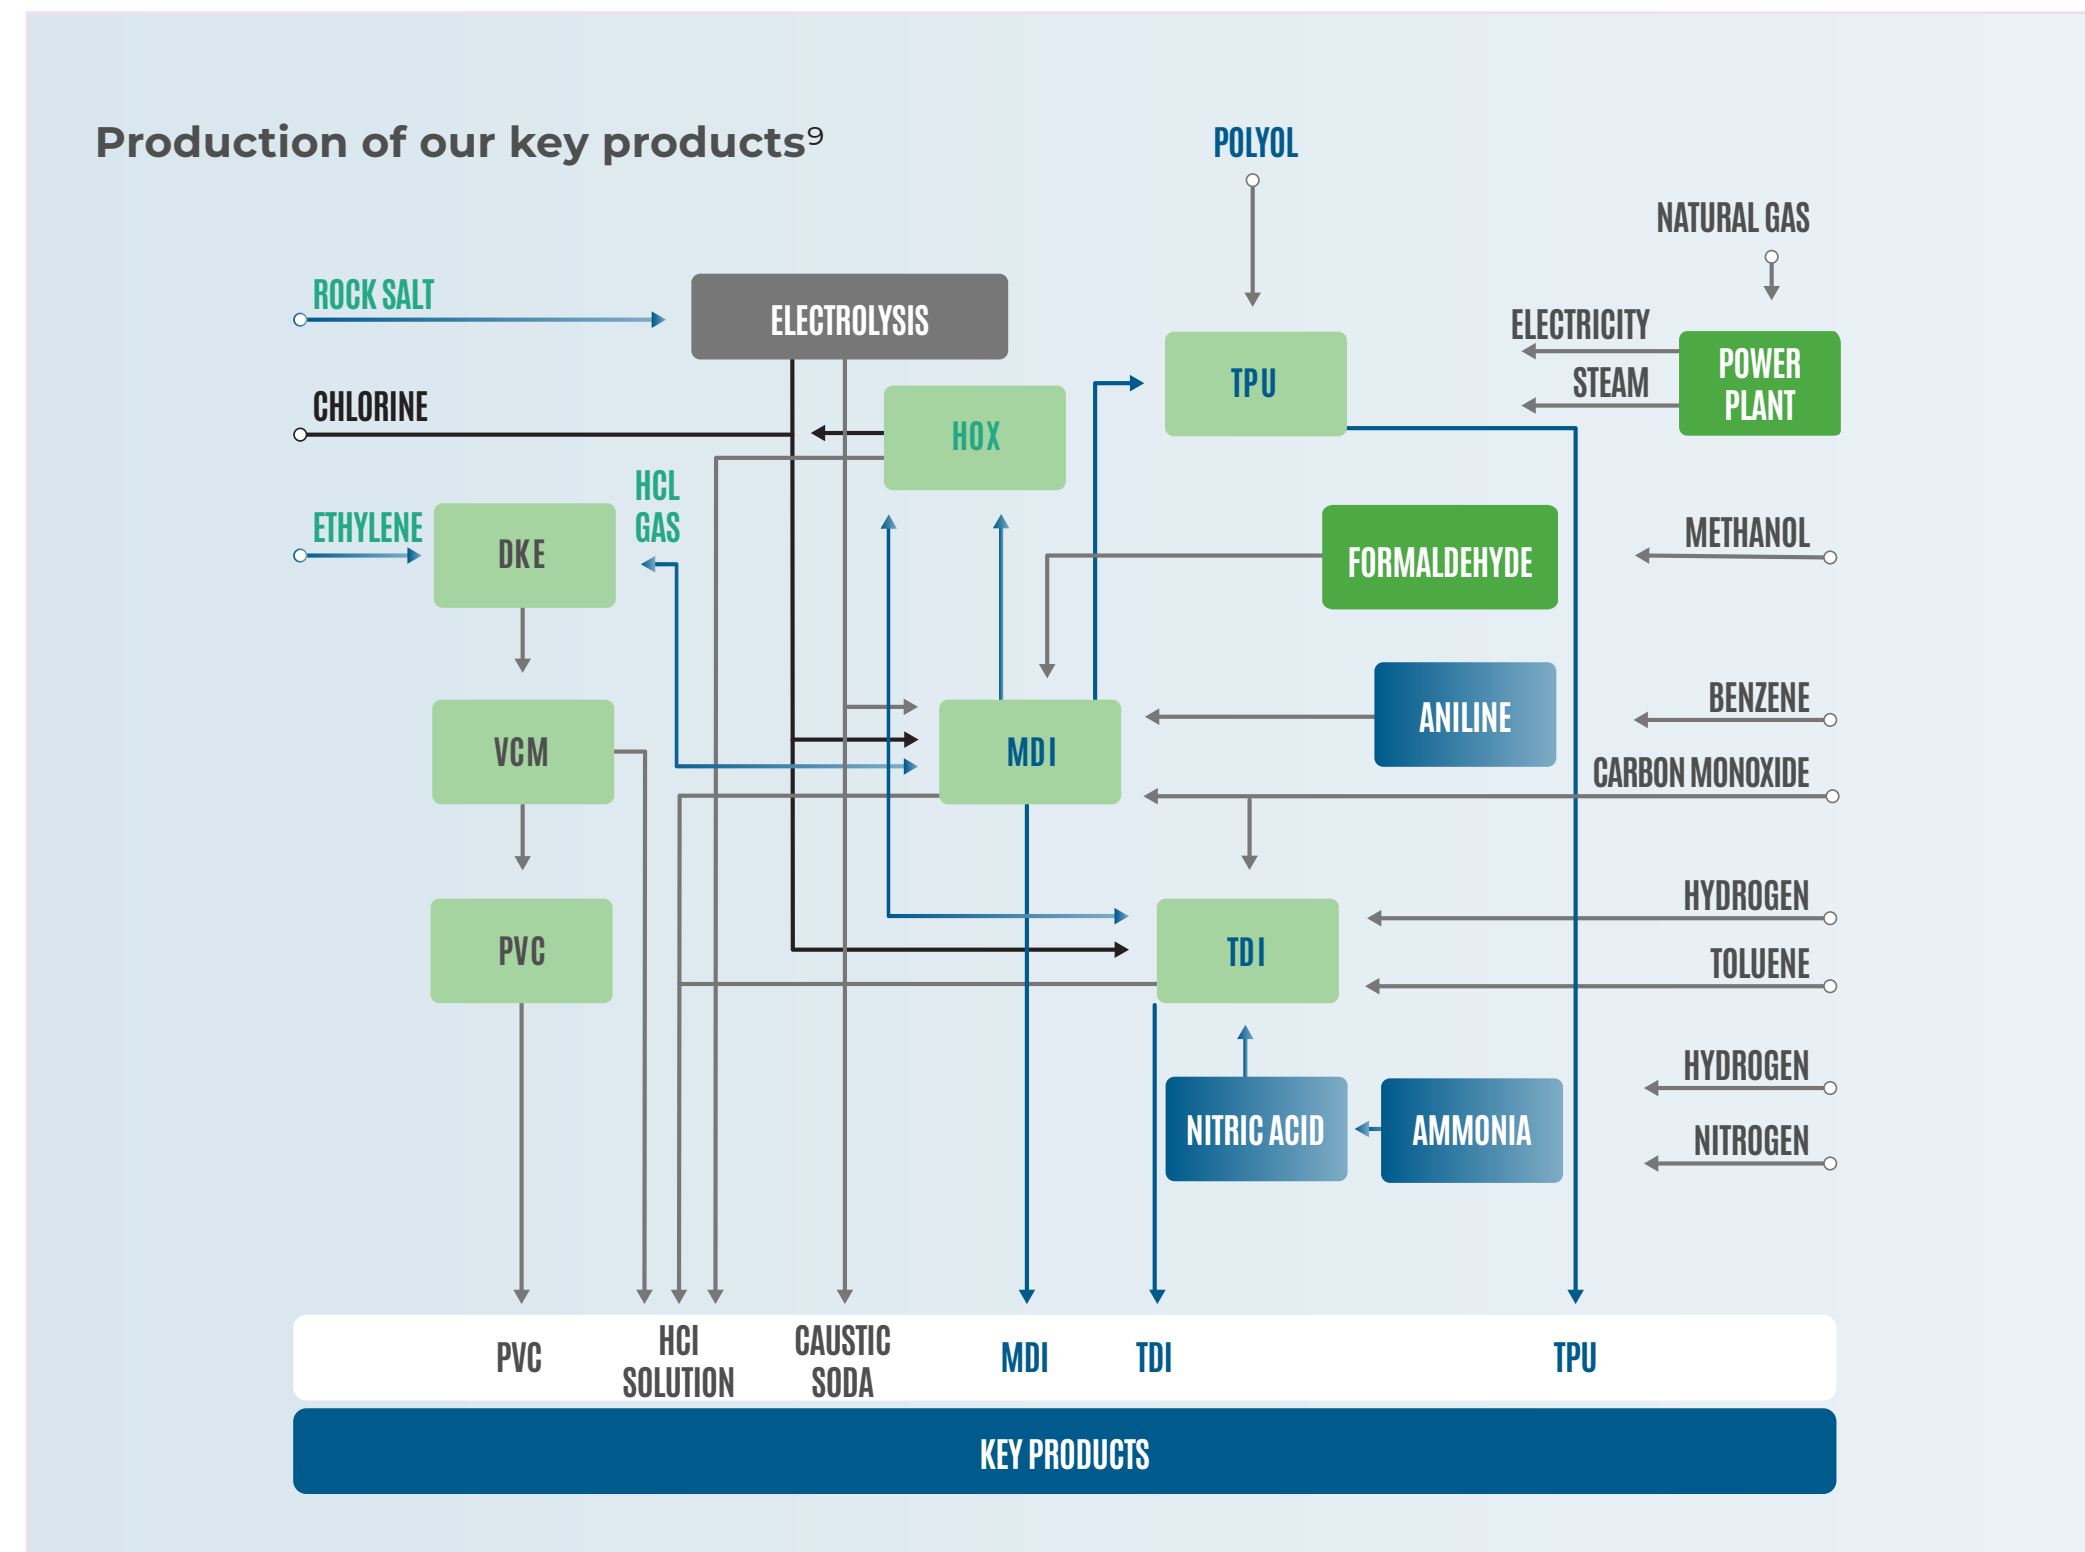 Production of our key products⁹
POLYOL
NATURAL GAS
ROCK SALT
ELECTROLYSIS
ELECTRICITY
STEAM
POWER
PLANT
TPU
CHLORINE
HOX
HCL
GAS
ETHYLENE
DKE
FORMALDEHYDE
METHANOL
ANILINE
BENZENE
VCM
MDI
CARBON MONOXIDE
HYDROGEN
PVC
TDI
TOLUENE
HYDROGEN
NITRIC ACID
AMMONIA
NITROGEN
PVC
HCI
SOLUTION
CAUSTIC
SODA
MDI
TDI
TPU
KEY PRODUCTS